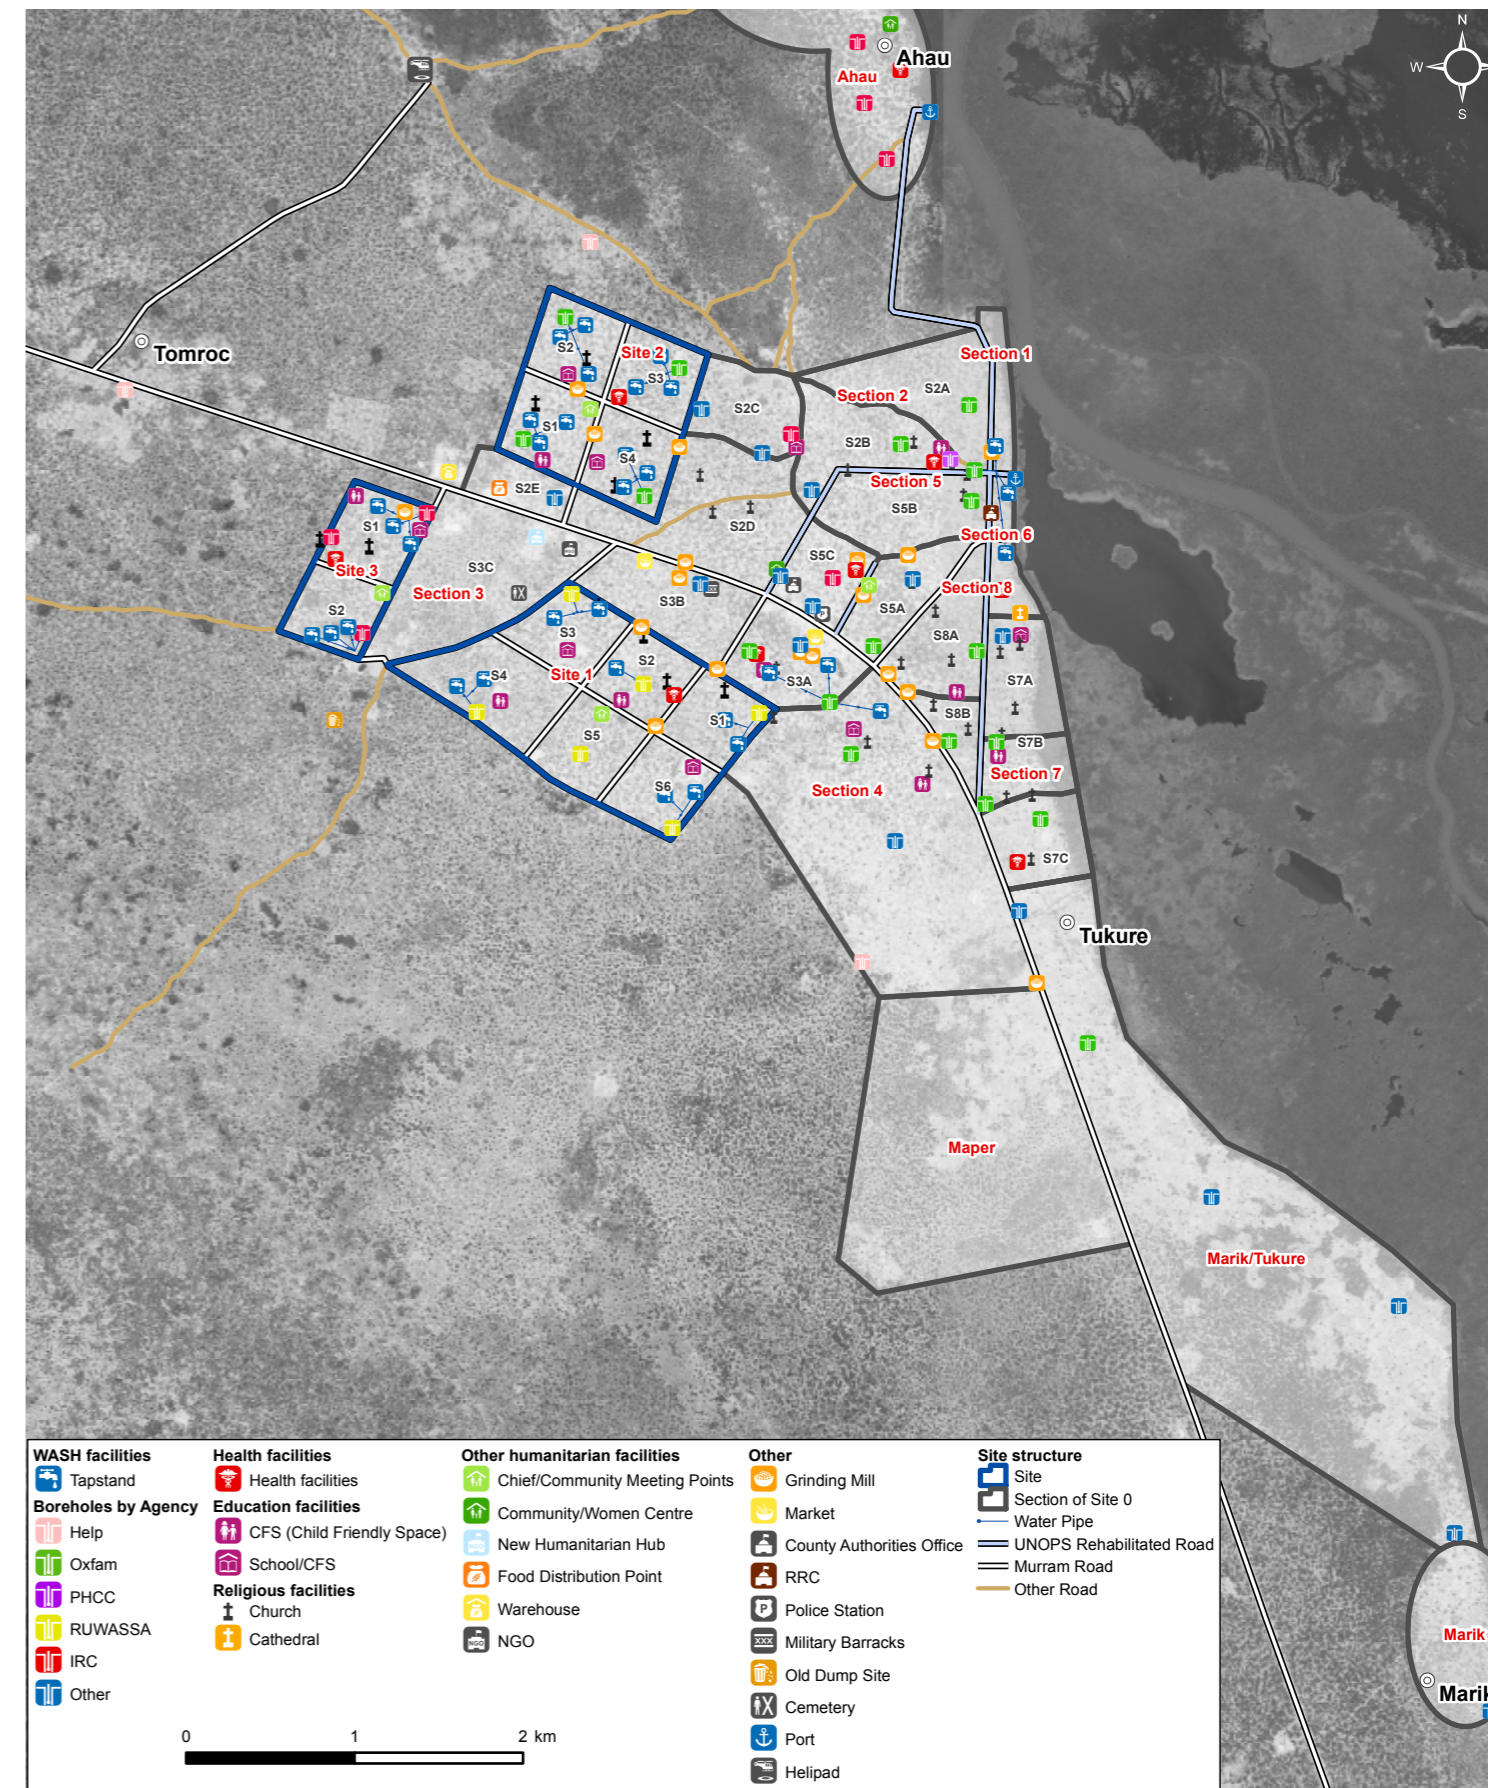 N
W
S
Ahau
Ahau
Tomroc
Site 2
S2
S3
S1
S4
Section 1
Section 2
S2A
S2B
S2C
S2D
S2E
Section 5
S5B
S5C
S5A
Section 6
Section 8
S8A
S8B
Site 3
S1
S2
Section 3
S3C
S3B
S3A
Site 1
S3
S2
S4
S1
S5
S6
Section 4
S7A
S7B
Section 7
S7C
Tukure
Maper
Marik/Tukure
Marik
Marik
WASH facilities
Tapstand
Boreholes by Agency
Help
Oxfam
PHCC
RUWASSA
IRC
Other
Health facilities
Health facilities
Education facilities
CFS (Child Friendly Space)
School/CFS
Religious facilities
Church
Cathedral
Other humanitarian facilities
Chief/Community Meeting Points
Community/Women Centre
New Humanitarian Hub
Food Distribution Point
Warehouse
NGO
NGO
Other
Grinding Mill
Market
County Authorities Office
RRC
P
Police Station
XXX
Military Barracks
Old Dump Site
Cemetery
Port
Helipad
Site structure
Site
Section of Site 0
Water Pipe
UNOPS Rehabilitated Road
Murram Road
Other Road
0 1 2 km